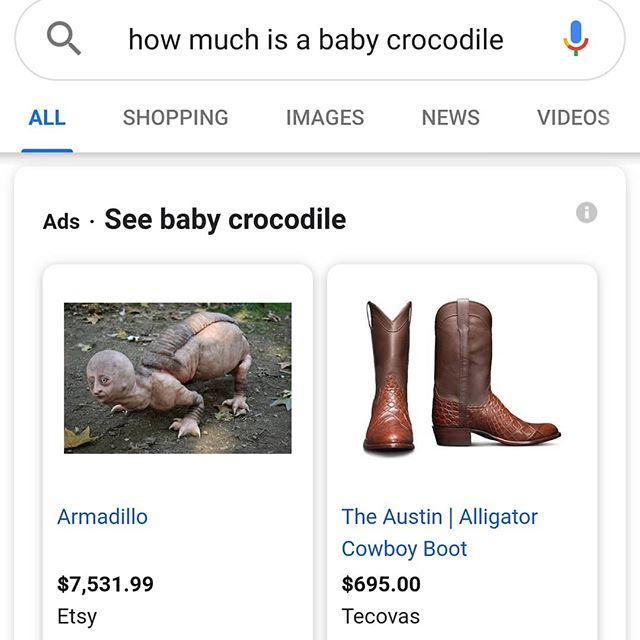 how much is a baby crocodile
ALL SHOPPING IMAGES NEWS VIDEOS
Ads · See baby crocodile
Armadillo
$7,531.99
Etsy
The Austin | Alligator
Cowboy Boot
$695.00
Tecovas